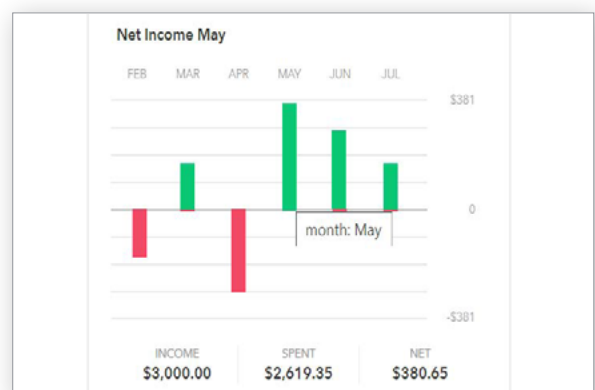 Net Income May
FEB MAR APR MAY JUN JUL
$381
0
month: May
-$381
INCOME SPENT NET
$3,000.00 $2,619.35 $380.65